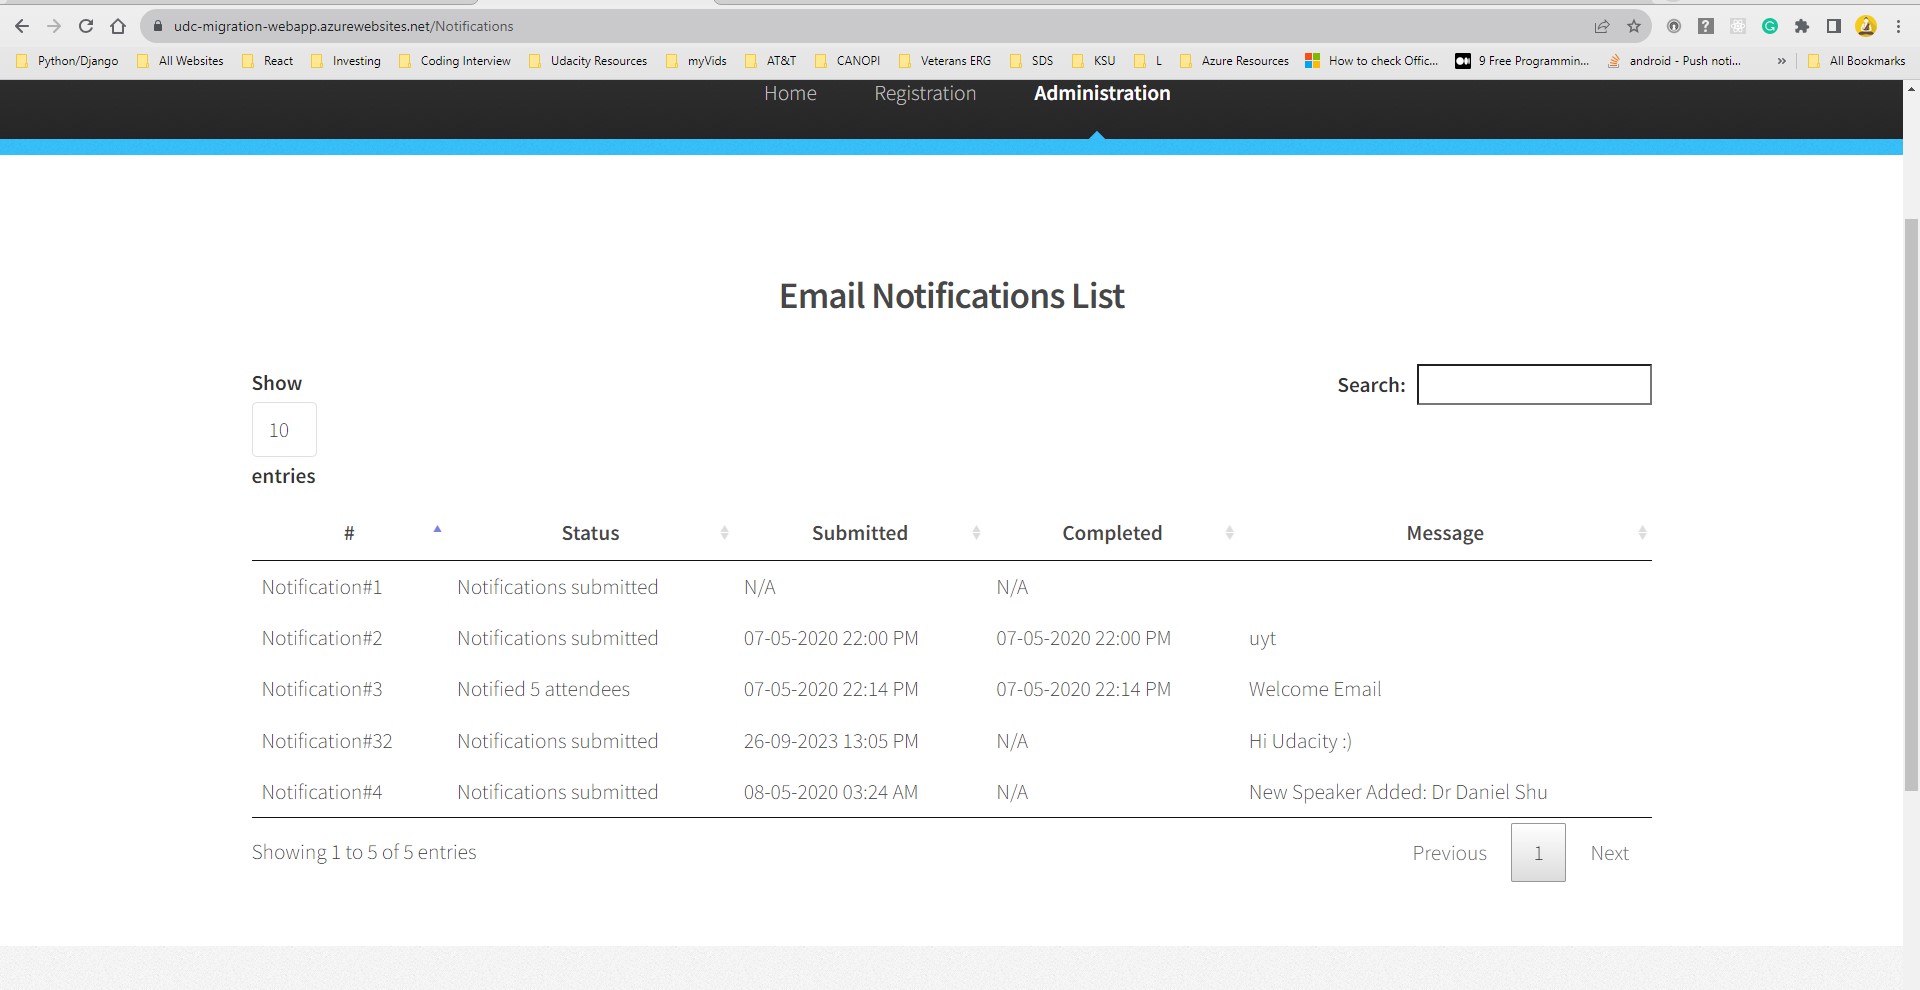 udc-migration-webapp.azurewebsites.net/Notifications
Python/Django All Websites React Investing Coding Interview Udacity Resources myVids AT&T CANOPI Veterans ERG SDS KSU L Azure Resources How to check Offic... 9 Free Programmin... android - Push noti... » All Bookmarks
Home Registration Administration
Email Notifications List
Show
10
entries
Search:
# Status Submitted Completed Message
Notification#1 Notifications submitted N/A N/A
Notification#2 Notifications submitted 07-05-2020 22:00 PM 07-05-2020 22:00 PM uyt
Notification#3 Notified 5 attendees 07-05-2020 22:14 PM 07-05-2020 22:14 PM Welcome Email
Notification#32 Notifications submitted 26-09-2023 13:05 PM N/A Hi Udacity :)
Notification#4 Notifications submitted 08-05-2020 03:24 AM N/A New Speaker Added: Dr Daniel Shu
Showing 1 to 5 of 5 entries
Previous 1 Next